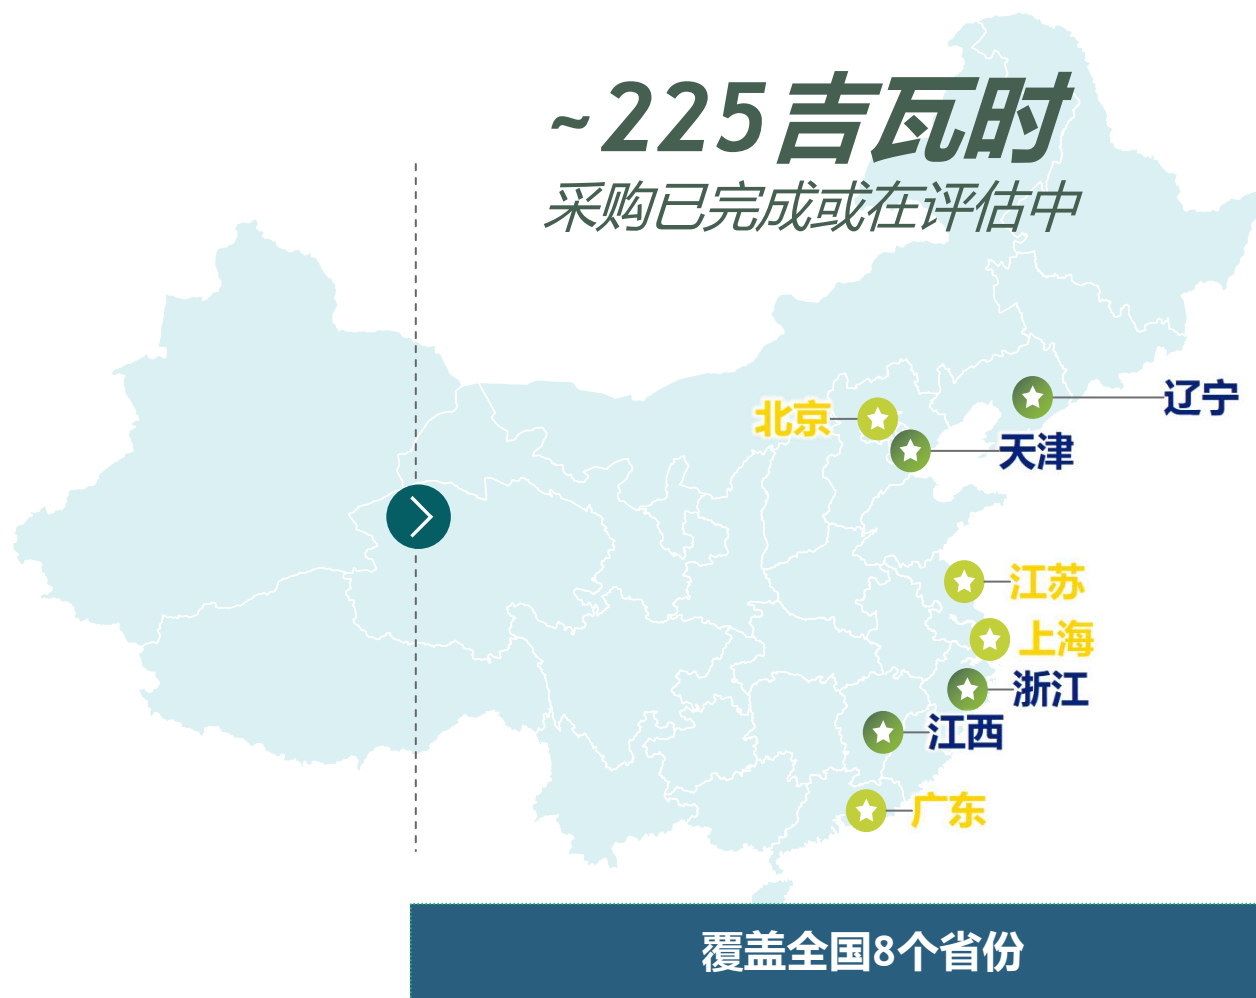 ~225吉瓦时
采购已完成或在评估中
辽宁
北京
天津
江苏
上海
浙江
江西
广东
覆盖全国8个省份